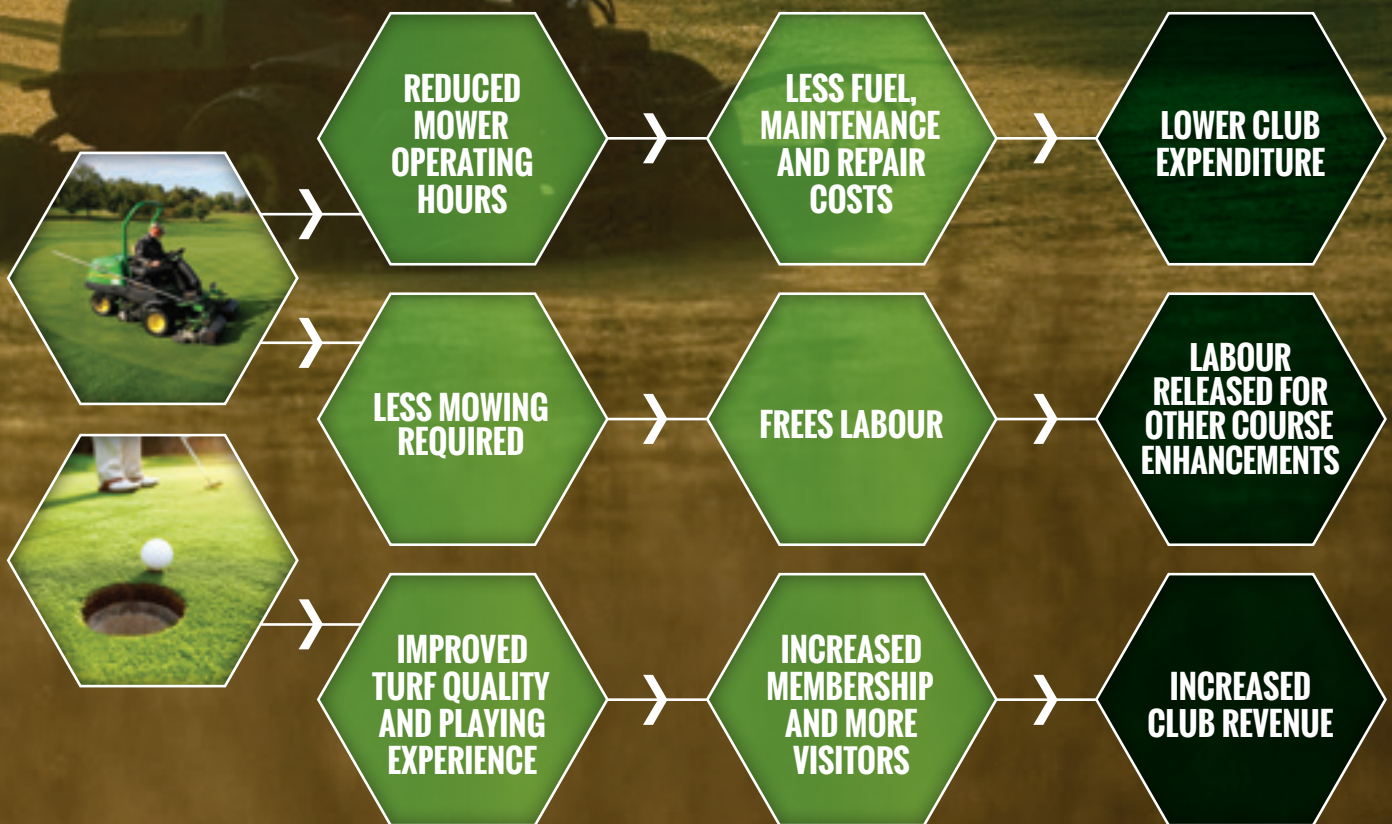 REDUCED
MOWER
OPERATING
HOURS
LESS FUEL,
MAINTENANCE
AND REPAIR
COSTS
LOWER CLUB
EXPENDITURE
LESS MOWING
REQUIRED
FREES LABOUR
LABOUR
RELEASED FOR
OTHER COURSE
ENHANCEMENTS
IMPROVED
TURF QUALITY
AND PLAYING
EXPERIENCE
INCREASED
MEMBERSHIP
AND MORE
VISITORS
INCREASED
CLUB REVENUE